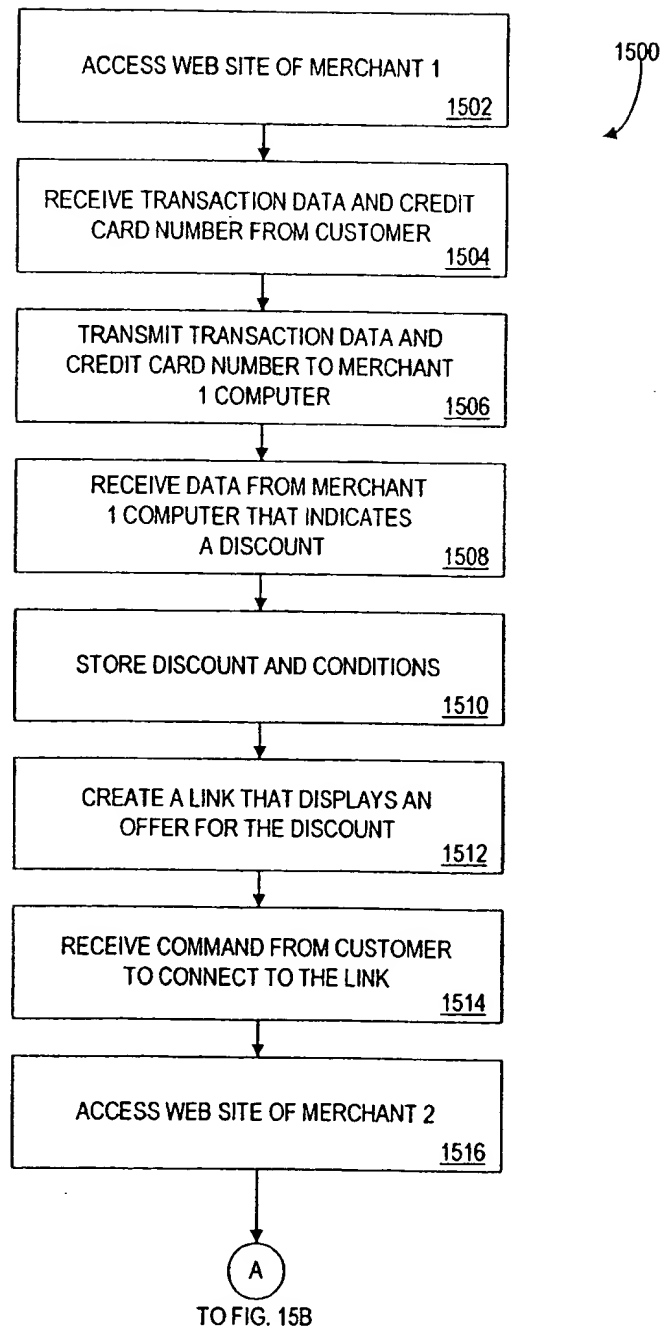 ACCESS WEB SITE OF MERCHANT 1
1502
1500
RECEIVE TRANSACTION DATA AND CREDIT
CARD NUMBER FROM CUSTOMER
1504
TRANSMIT TRANSACTION DATA AND
CREDIT CARD NUMBER TO MERCHANT
1 COMPUTER
1506
RECEIVE DATA FROM MERCHANT
1 COMPUTER THAT INDICATES
A DISCOUNT
1508
STORE DISCOUNT AND CONDITIONS
1510
CREATE A LINK THAT DISPLAYS AN
OFFER FOR THE DISCOUNT
1512
RECEIVE COMMAND FROM CUSTOMER
TO CONNECT TO THE LINK
1514
ACCESS WEB SITE OF MERCHANT 2
1516
A
TO FIG. 15B